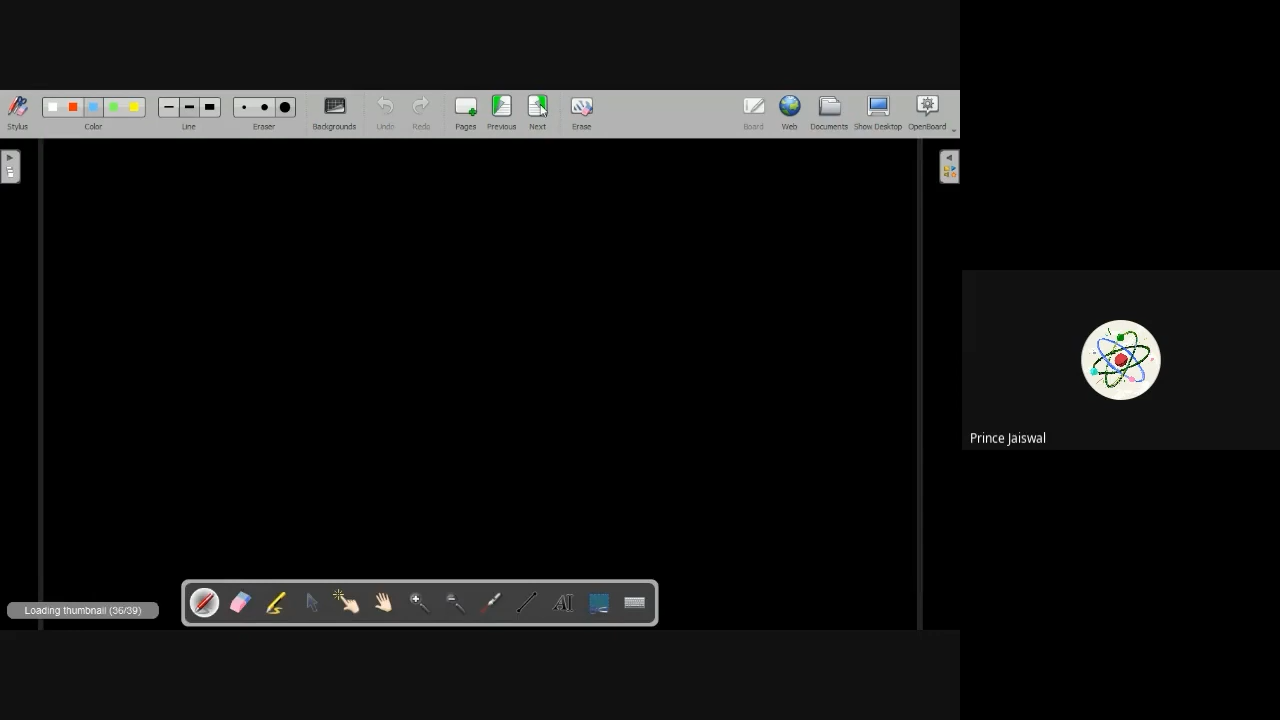 Stylus
Color
Line
Eraser
Backgrounds
Undo
Redo
Pages
Previous
Next
Erase
Board
Web
Documents
Show Desktop
OpenBoard
Prince Jaiswal
Loading thumbnail (36/39)
AI